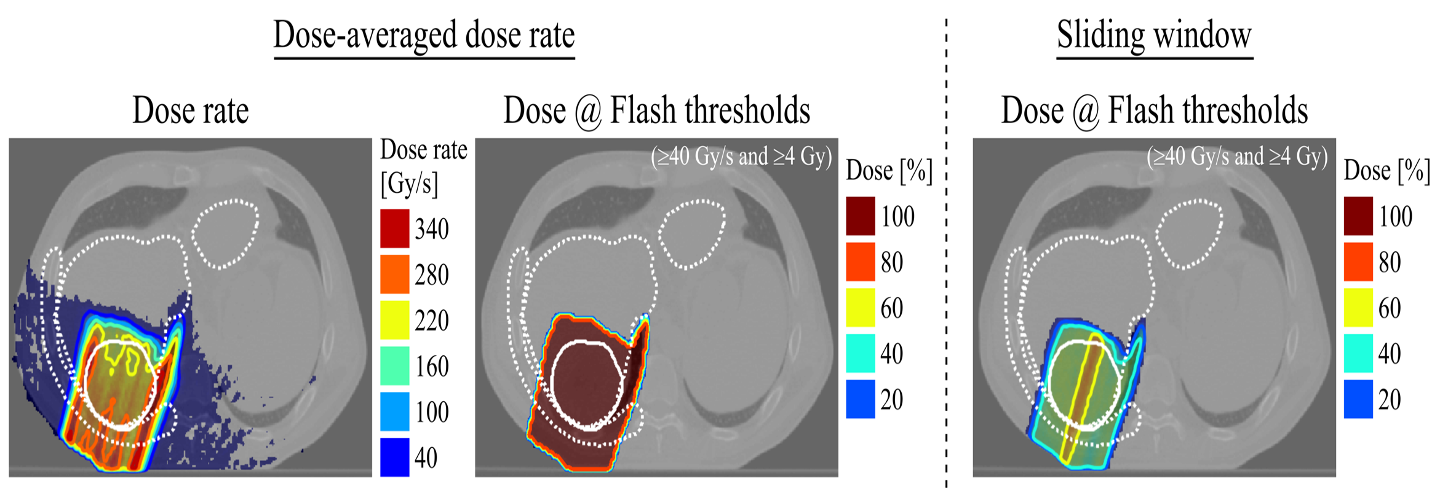 Dose-averaged dose rate
Sliding window
Dose rate
Dose @ Flash thresholds
Dose @ Flash thresholds
Dose rate
[Gy/s]
340
280
220
160
100
40
(≥40 Gy/s and ≥4 Gy)
Dose [%]
100
80
60
40
20
(≥40 Gy/s and ≥4 Gy)
Dose [%]
100
80
60
40
20